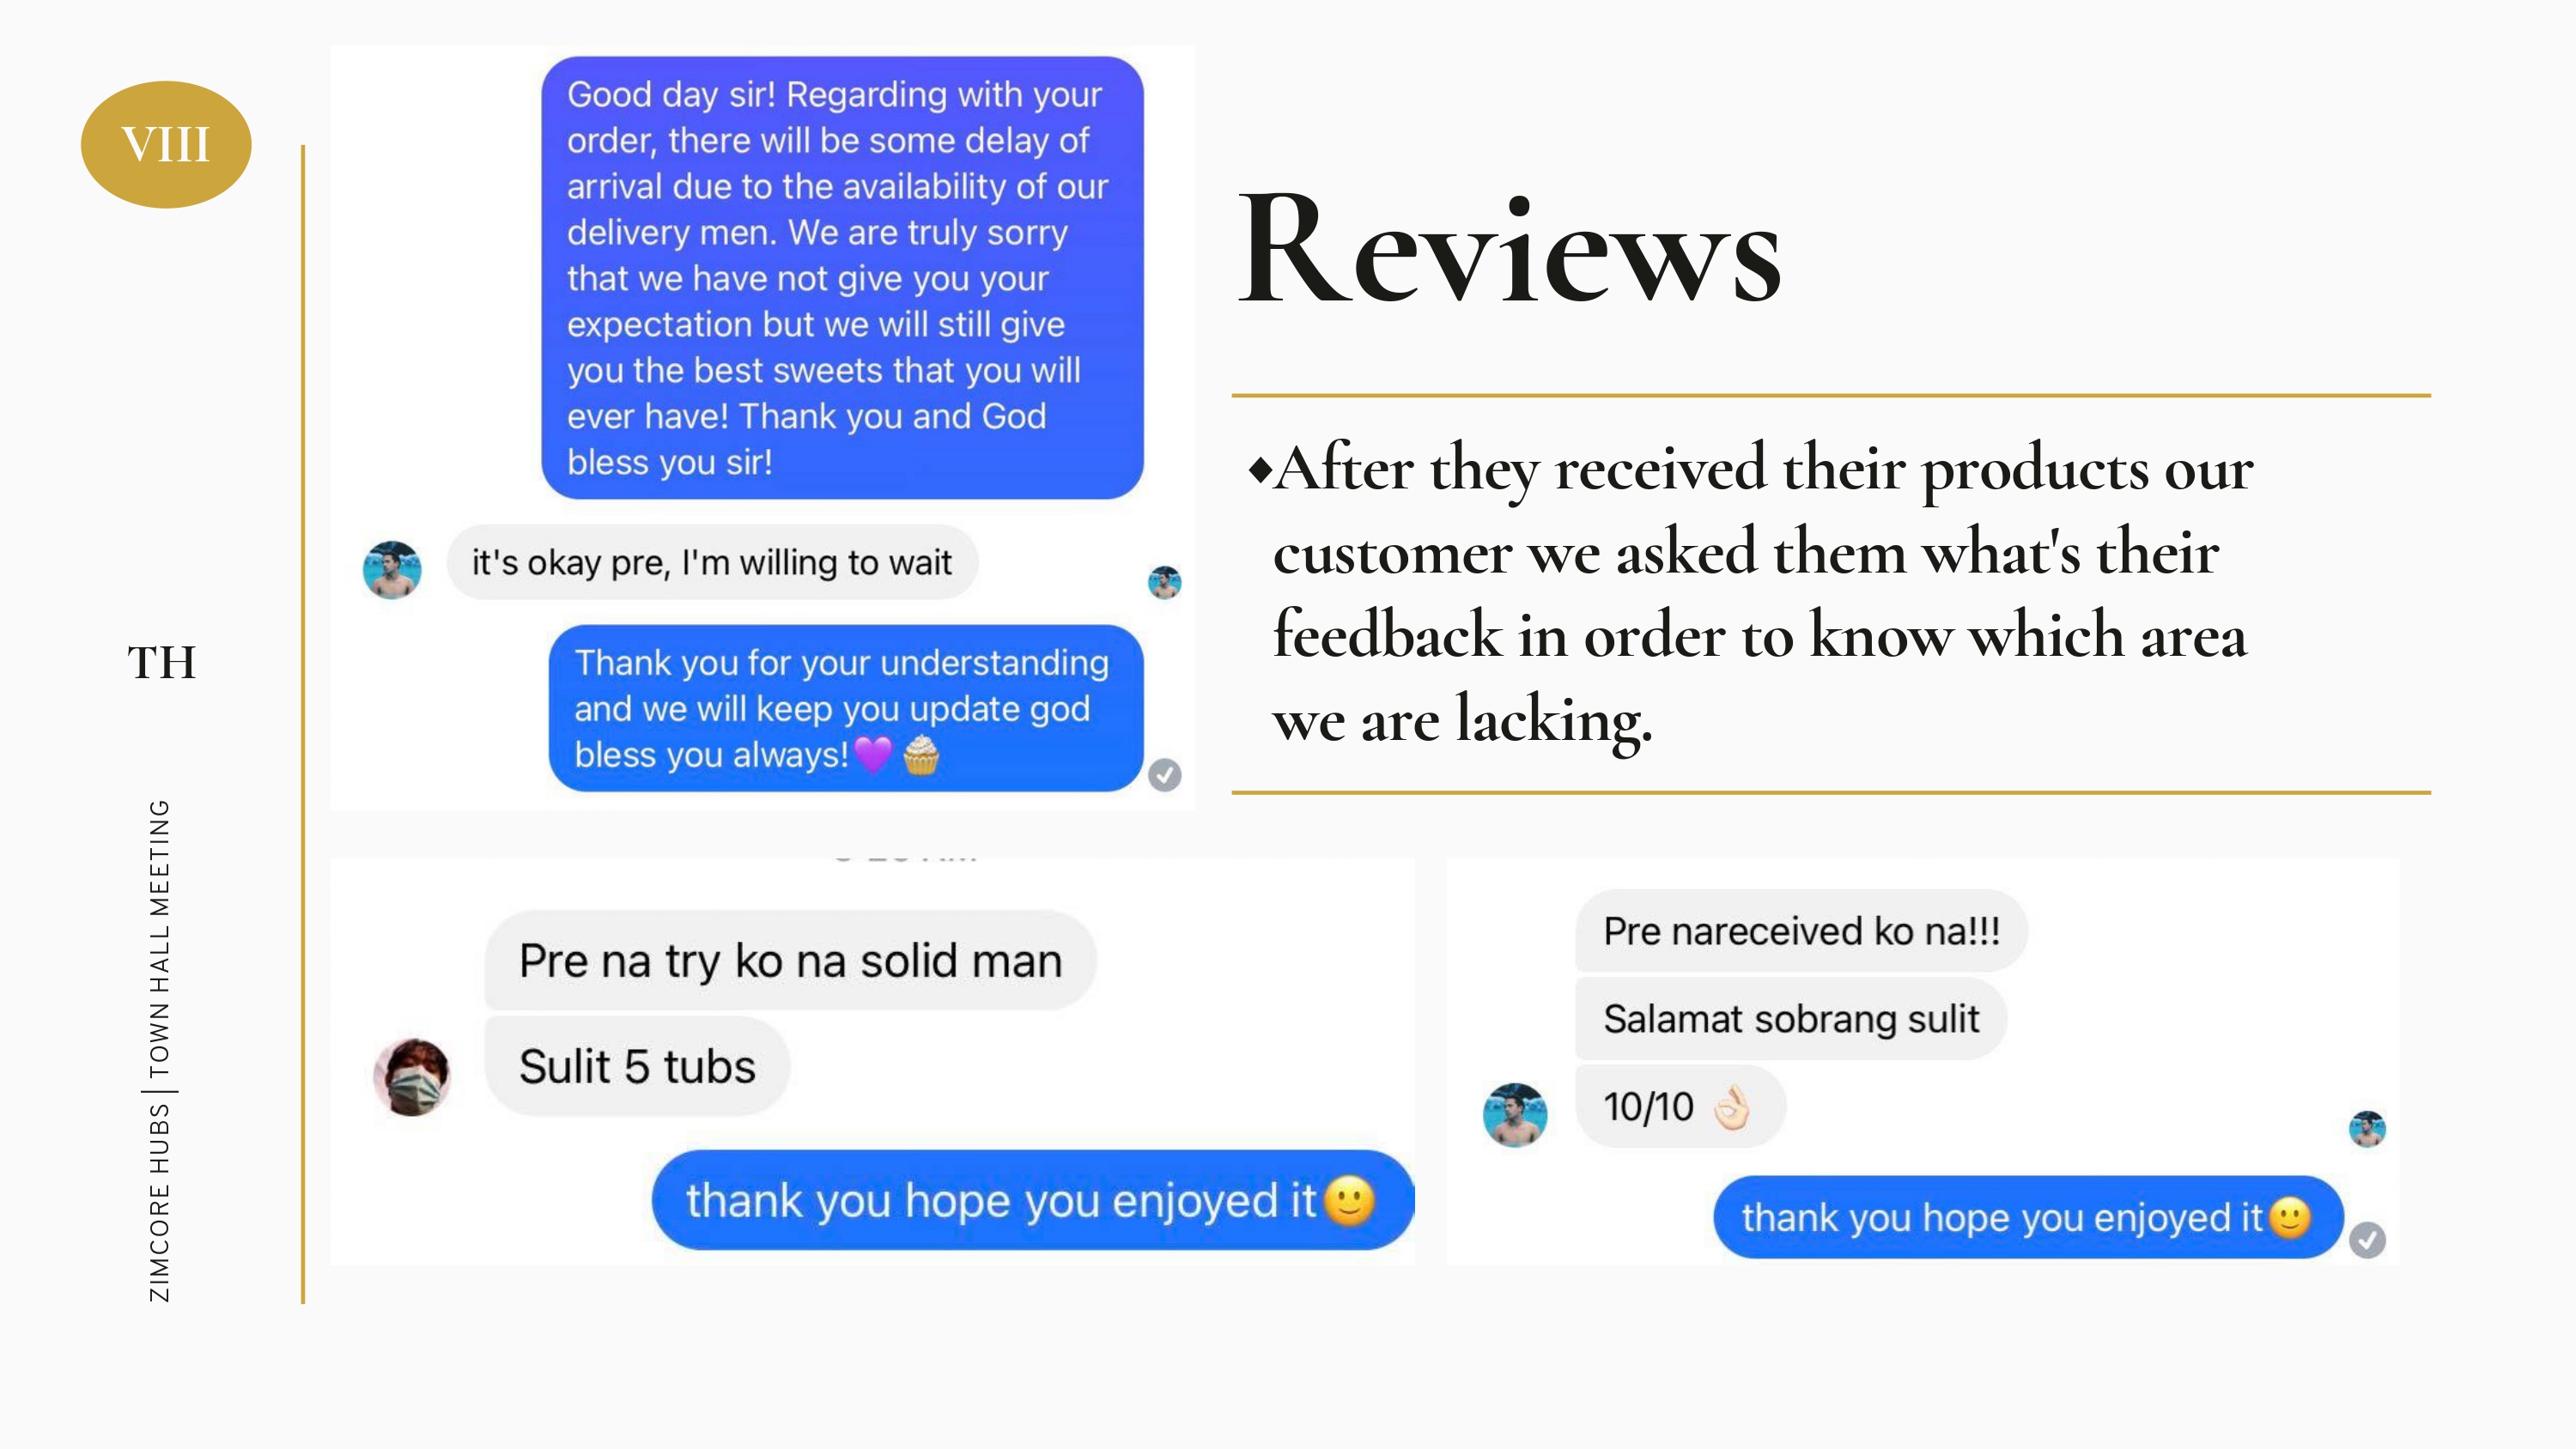 VIII
TH
ZIMCORE HUBS | TOWN HALL MEETING
Good day sir! Regarding with your
order, there will be some delay of
arrival due to the availability of our
delivery men. We are truly sorry
that we have not give you your
expectation but we will still give
you the best sweets that you will
ever have! Thank you and God
bless you sir!
it's okay pre, I'm willing to wait
Thank you for your understanding
and we will keep you update god
bless you always!💜🧁
Reviews
◆After they received their products our
customer we asked them what's their
feedback in order to know which area
we are lacking.
Pre na try ko na solid man
Sulit 5 tubs
thank you hope you enjoyed it🙂
Pre nareceived ko na!!!
Salamat sobrang sulit
10/10 👌🏻
thank you hope you enjoyed it🙂